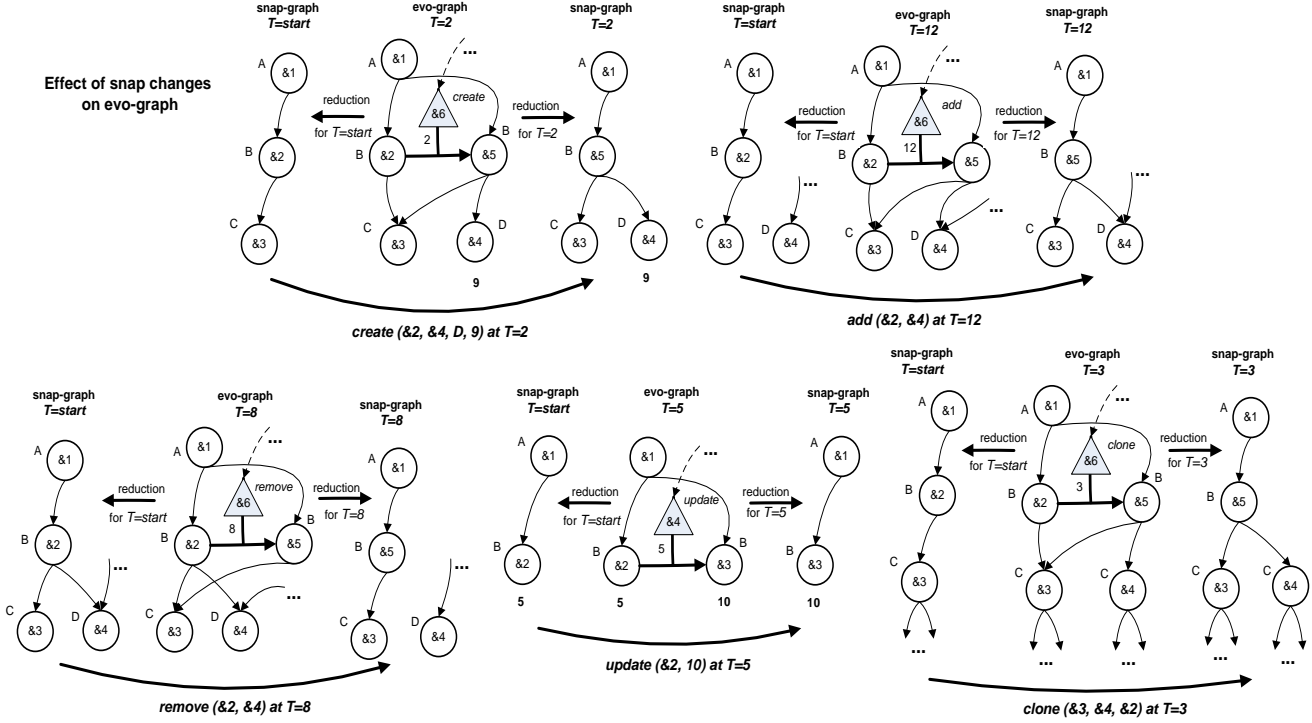 Effect of snap changes
on evo-graph
snap-graph
T=start
A
&1
B
&2
C
&3
reduction
for T=start
evo-graph
T=2
...
A
&1
create
&6
2
B
&2
B
&5
C
&3
D
&4
9
reduction
for T=2
snap-graph
T=2
A
&1
B
&5
C
&3
D
&4
9
create (&2, &4, D, 9) at T=2
snap-graph
T=start
A
&1
B
&2
...
C
&3
D
&4
reduction
for T=start
evo-graph
T=12
...
A
&1
add
&6
12
B
&2
&5
...
C
&3
D
&4
reduction
for T=12
snap-graph
T=12
A
&1
B
&5
...
C
&3
D
&4
add (&2, &4) at T=12
snap-graph
T=start
A
&1
B
&2
...
C
&3
D
&4
reduction
for T=start
evo-graph
T=8
...
A
&1
remove
&6
8
B
&2
B
&5
...
C
&3
D
&4
reduction
for T=8
snap-graph
T=8
A
&1
B
&5
...
C
&3
D
&4
remove (&2, &4) at T=8
snap-graph
T=start
A
&1
B
&2
5
reduction
for T=start
evo-graph
T=5
...
A
&1
update
&4
5
B
&2
5
B
&3
10
reduction
for T=5
snap-graph
T=5
A
&1
B
&3
10
update (&2, 10) at T=5
snap-graph
T=start
A
&1
B
&2
C
&3
...
reduction
for T=start
evo-graph
T=3
...
A
&1
clone
&6
3
B
&2
B
&5
C
&3
C
&4
...
...
reduction
for T=3
snap-graph
T=3
A
&1
B
&5
C
&3
C
&4
...
...
clone (&3, &4, &2) at T=3